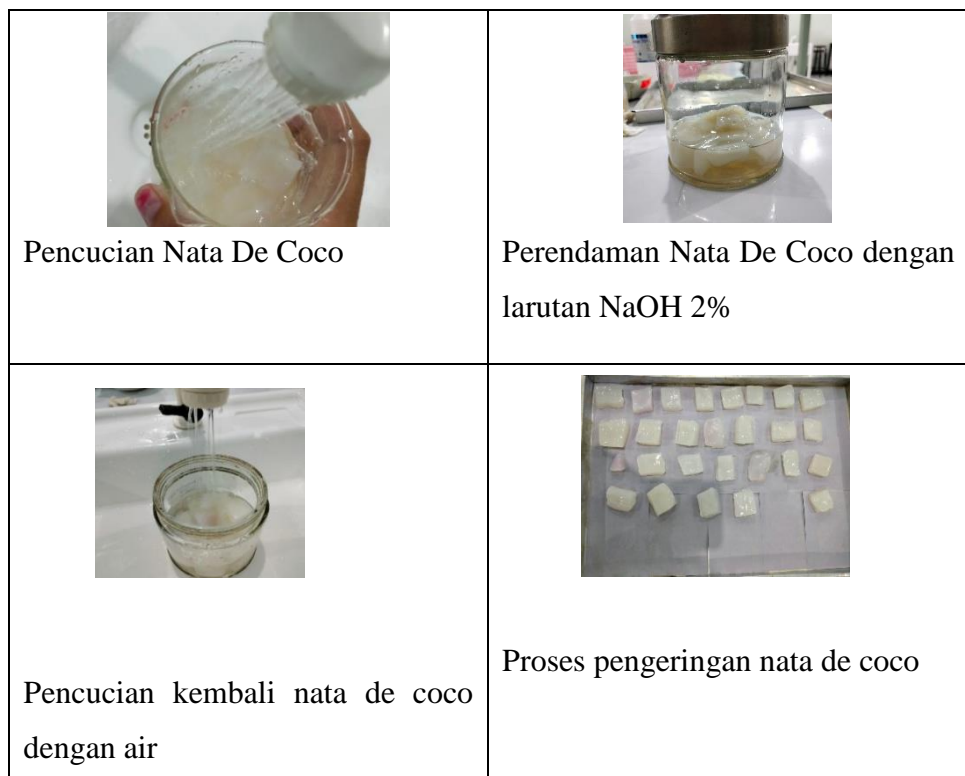 Pencucian Nata De Coco
Perendaman Nata De Coco dengan
larutan NaOH 2%
Pencucian kembali nata de coco
dengan air
Proses pengeringan nata de coco